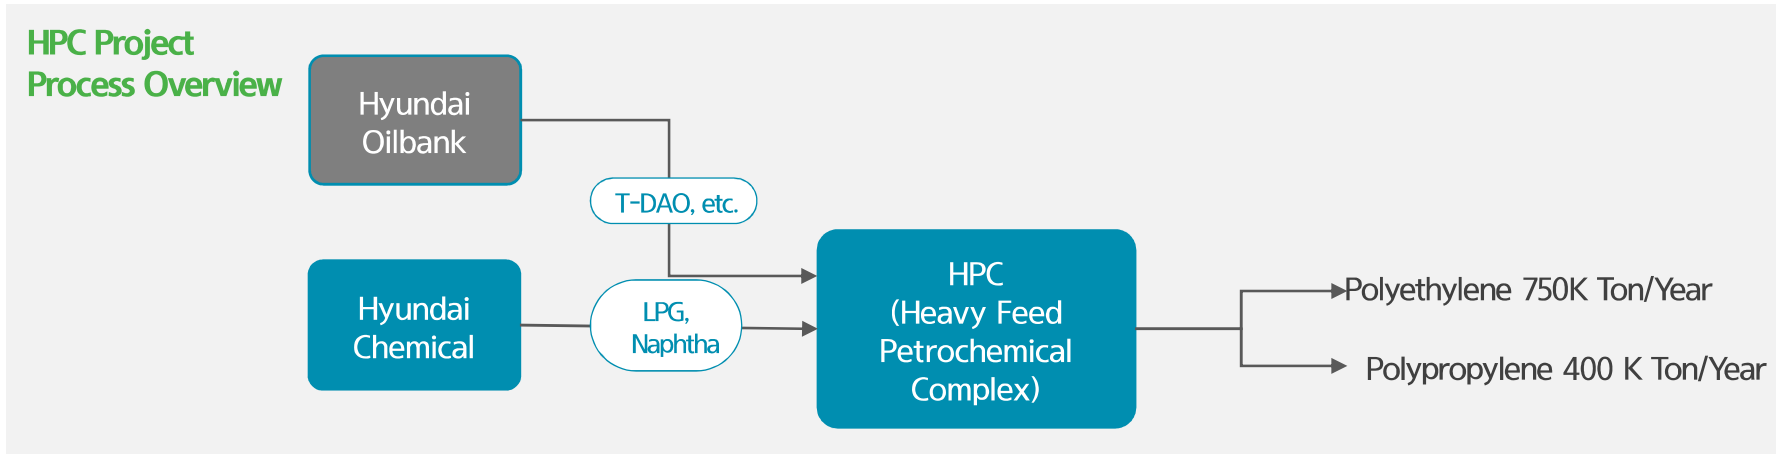 HPC Project
Process Overview
Hyundai
Oilbank
T-DAO, etc.
Hyundai
Chemical
LPG,
Naphtha
HPC
(Heavy Feed
Petrochemical
Complex)
Polyethylene 750K Ton/Year
Polypropylene 400 K Ton/Year